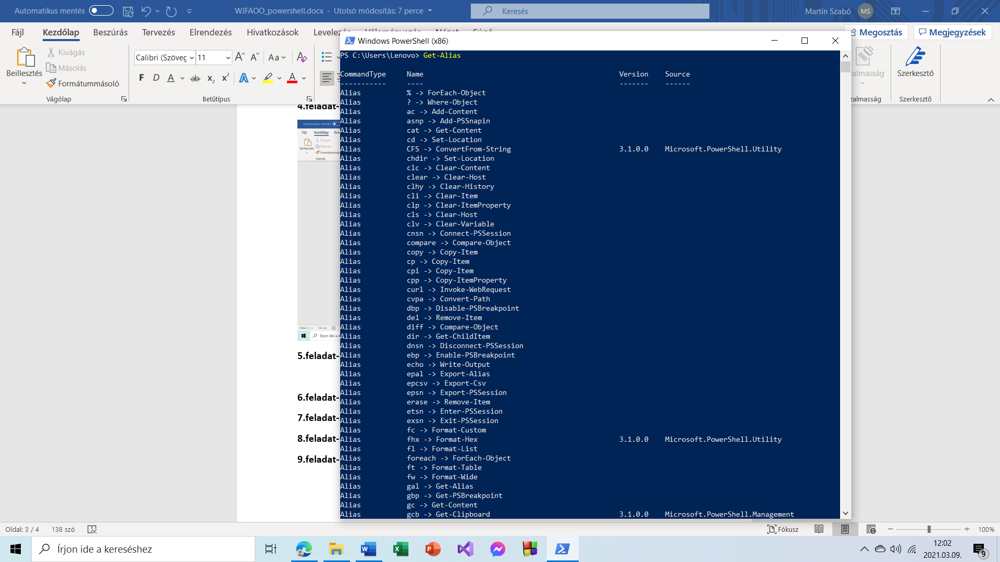 Automatikus mentés
WJFAOO_powershell.docx - Utolsó módosítás: 7 perce
Keresés
Martin Szabó
MS
Fájl Kezdőlap Beszúrás Tervezés Elrendezés Hivatkozások
Megosztás
Megjegyzések
Beillesztés
Kivágás
Másolás
Formátummásoló
Vágólap
Calibri (Szöveg 11
Betűtípus
Szerkesztő
Szerkesztő
4.feladat-
Automatikus mentés
Fájl Kezdőlap
Beillesztés
Kivágás
Másolás
Vágólap
Oldal: 3 / 3 138 szó
5.feladat-
6.feladat-
7.feladat-
8.feladat-
9.feladat-
Windows PowerShell (x86)
PS C:\Users\Lenovo> Get-Alias
CommandType Name Version Source
----------- ---- ------- ------
Alias % -> ForEach-Object
Alias ? -> Where-Object
Alias ac -> Add-Content
Alias asnp -> Add-PSSnapin
Alias cat -> Get-Content
Alias cd -> Set-Location
Alias CFS -> ConvertFrom-String 3.1.0.0 Microsoft.PowerShell.Utility
Alias chdir -> Set-Location
Alias clc -> Clear-Content
Alias clear -> Clear-Host
Alias clhy -> Clear-History
Alias cli -> Clear-Item
Alias clp -> Clear-ItemProperty
Alias cls -> Clear-Host
Alias clv -> Clear-Variable
Alias cnsn -> Connect-PSSession
Alias compare -> Compare-Object
Alias copy -> Copy-Item
Alias cp -> Copy-Item
Alias cpi -> Copy-Item
Alias cpp -> Copy-ItemProperty
Alias curl -> Invoke-WebRequest
Alias cvpa -> Convert-Path
Alias dbp -> Disable-PSBreakpoint
Alias del -> Remove-Item
Alias diff -> Compare-Object
Alias dir -> Get-ChildItem
Alias dnsn -> Disconnect-PSSession
Alias ebp -> Enable-PSBreakpoint
Alias echo -> Write-Output
Alias epal -> Export-Alias
Alias epcsv -> Export-Csv
Alias epsn -> Export-PSSession
Alias erase -> Remove-Item
Alias etsn -> Enter-PSSession
Alias exsn -> Exit-PSSession
Alias fc -> Format-Custom
Alias fhx -> Format-Hex 3.1.0.0 Microsoft.PowerShell.Utility
Alias fl -> Format-List
Alias foreach -> ForEach-Object
Alias ft -> Format-Table
Alias fw -> Format-Wide
Alias gal -> Get-Alias
Alias gbp -> Get-PSBreakpoint
Alias gc -> Get-Content
Alias gcb -> Get-Clipboard 3.1.0.0 Microsoft.PowerShell.Management
Oldal: 3 / 4 138 szó
Fókusz
100%
Írjon ide a kereséshez
12:02
2021.03.09.
9